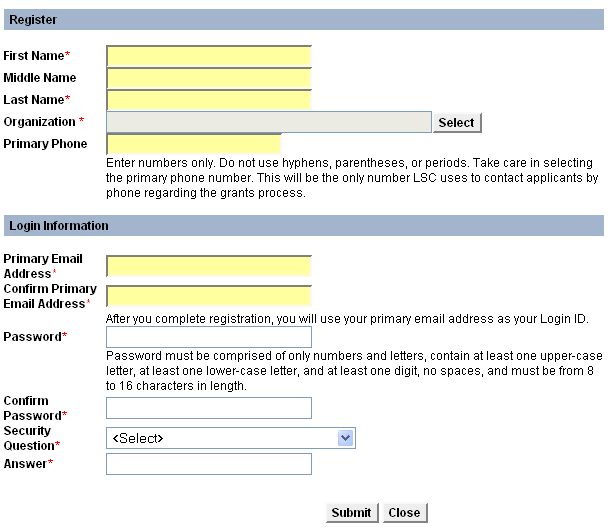 Register
First Name*
Middle Name
Last Name*
Organization *
Select
Primary Phone
Enter numbers only. Do not use hyphens, parentheses, or periods. Take care in selecting
the primary phone number. This will be the only number LSC uses to contact applicants by
phone regarding the grants process.
Login Information
Primary Email
Address*
Confirm Primary
Email Address*
After you complete registration, you will use your primary email address as your Login ID.
Password*
Password must be comprised of only numbers and letters, contain at least one upper-case
letter, at least one lower-case letter, and at least one digit, no spaces, and must be from 8
to 16 characters in length.
Confirm
Password*
Security
Question*
<Select>
Answer*
Submit
Close